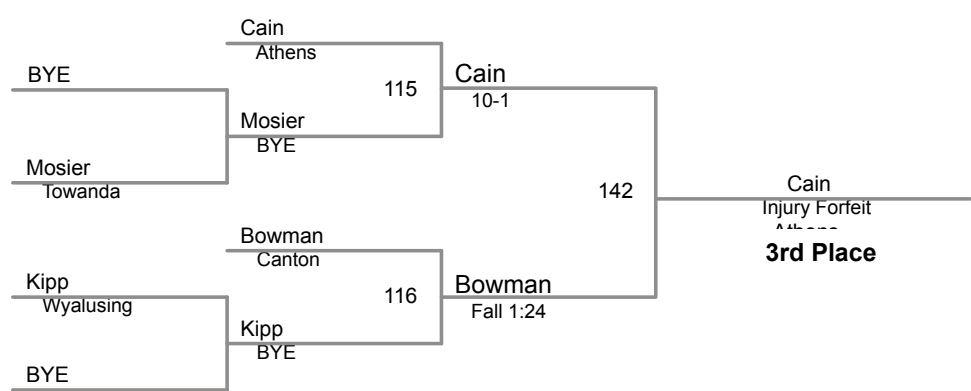 BYE
Mosier
Towanda
Kipp
Wyalusing
BYE
Cain
Athens
115
Mosier
BYE
Bowman
Canton
116
Kipp
BYE
Cain
10-1
142
Bowman
Fall 1:24
Cain
Injury Forfeit
3rd Place